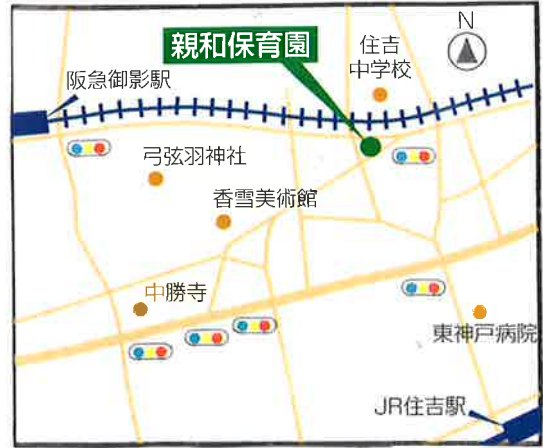 N
親和保育園
住吉
中学校
阪急御影駅
弓弦羽神社
香雪美術館
中勝寺
東神戸病院
JR住吉駅